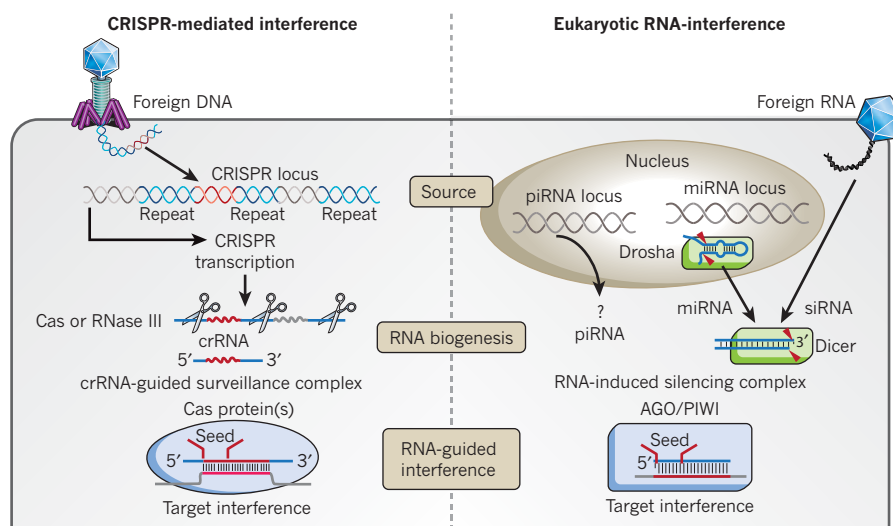 CRISPR-mediated interference
Eukaryotic RNA-interference
Foreign DNA
Foreign RNA
CRISPR locus
Repeat Repeat Repeat
CRISPR
transcription
Source
Nucleus
piRNA locus
miRNA locus
Drosha
miRNA
siRNA
?
piRNA
3′
Dicer
Cas or RNase III
crRNA
5′ 3′
RNA biogenesis
crRNA-guided surveillance complex
RNA-induced silencing complex
Cas protein(s)
Seed
5′ 3′
Target interference
RNA-guided
interference
AGO/PIWI
Seed
5′
Target interference